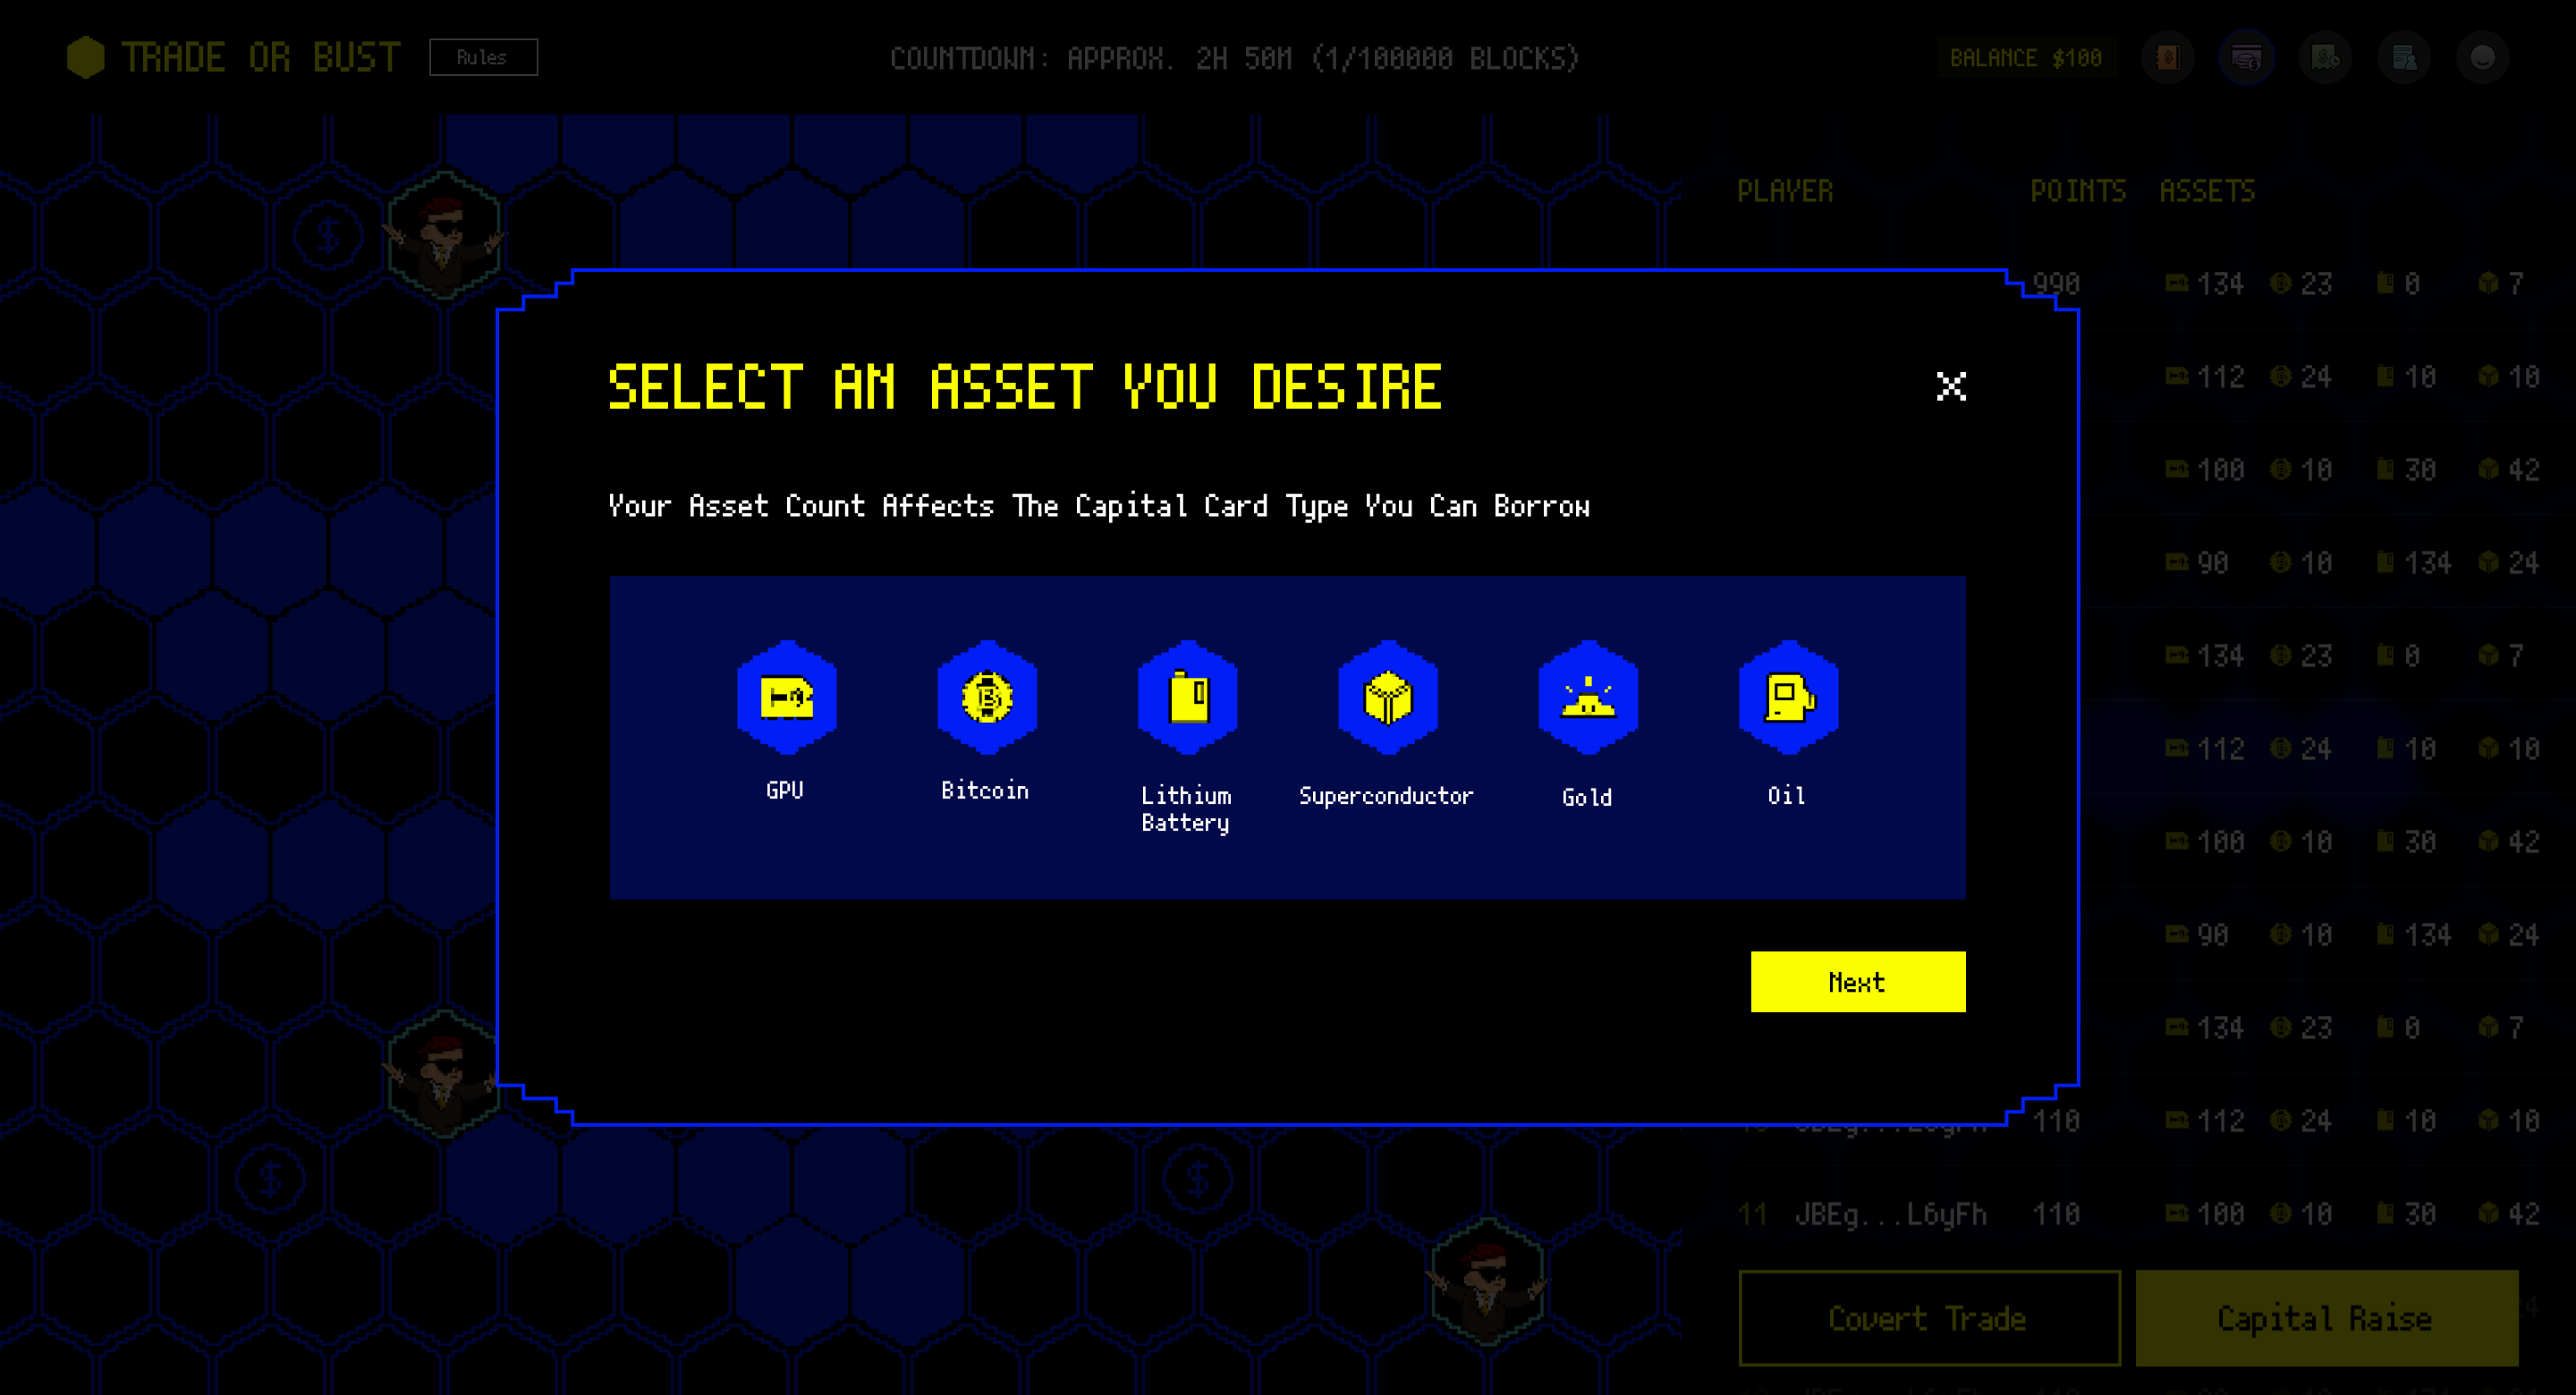 TRADE OR BUST
Rules
COUNTDOWN: APPROX. 2H 50M (1/100000 BLOCKS)
BALANCE $100
PLAYER POINTS ASSETS
990 134 23 0 7
112 24 10 10
100 10 30 42
90 10 134 24
134 23 0 7
112 24 10 10
100 10 30 42
90 10 134 24
134 23 0 7
110 112 24 10 10
11 JBEg...L6yFh 110 100 10 30 42
SELECT AN ASSET YOU DESIRE
Your Asset Count Affects The Capital Card Type You Can Borrow
GPU
Bitcoin
Lithium
Battery
Superconductor
Gold
Oil
Next
Covert Trade
Capital Raise